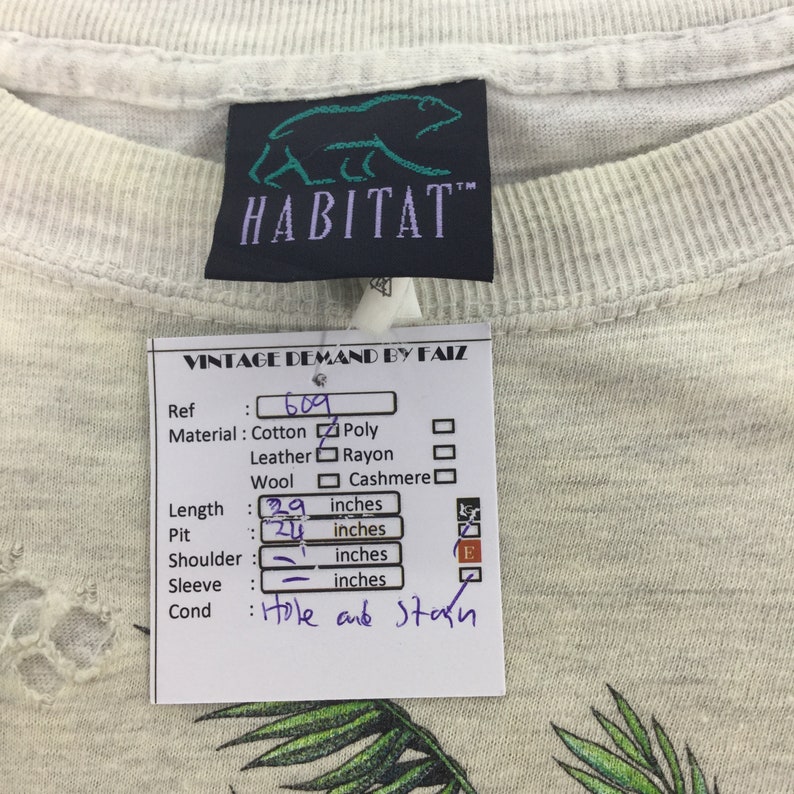 HABITAT™
VINTAGE DEMAND BY FAIZ
Ref : 609
Material : Cotton Poly
Leather Rayon
Wool Cashmere
Length : 29 inches
Pit : 24 inches
Shoulder : - inches
Sleeve : - inches
E
Cond : Hole and Stain